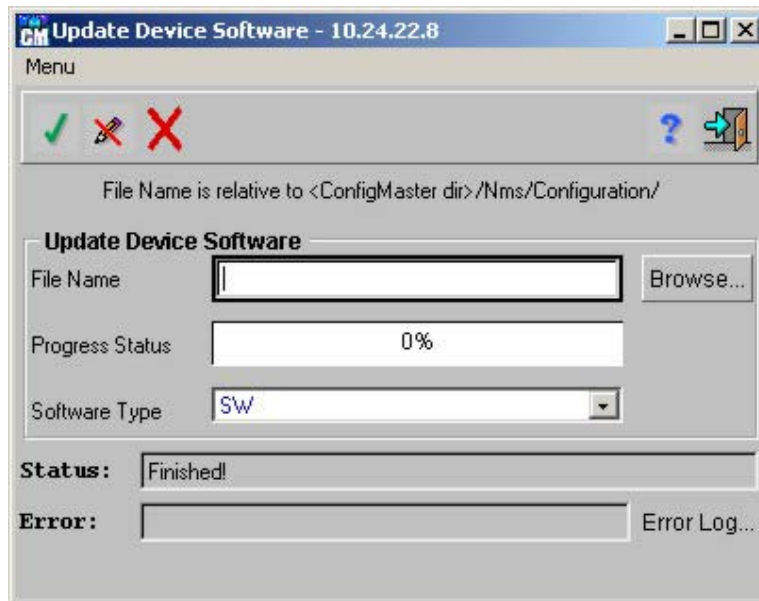 CM Update Device Software - 10.24.22.8
Menu
?
File Name is relative to <ConfigMaster dir>/Nms/Configuration/
Update Device Software
File Name Browse...
Progress Status 0%
Software Type SW
Status: Finished!
Error: Error Log...